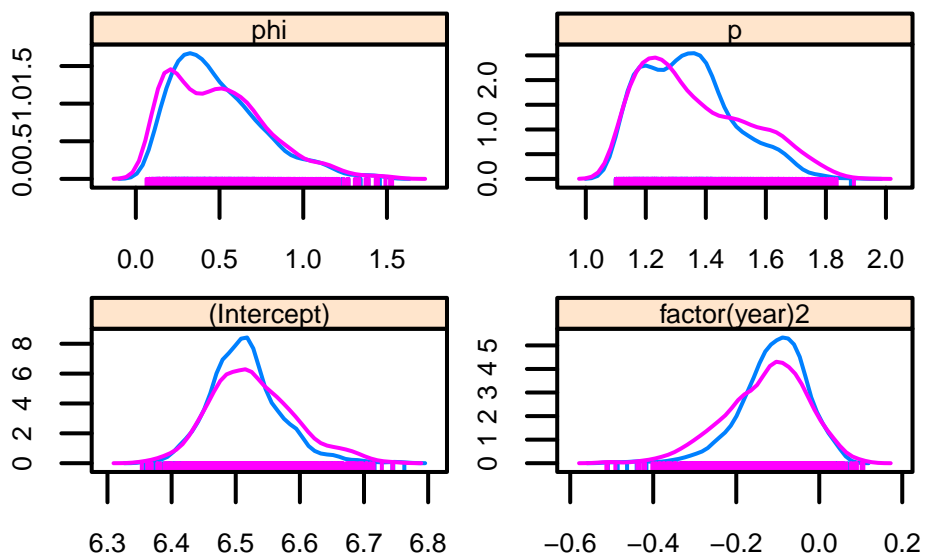 phi
0.00.51.01.5
0.0 0.5 1.0 1.5
p
0.0 1.0 2.0
1.0 1.2 1.4 1.6 1.8 2.0
(Intercept)
0 2 4 6 8
6.3 6.4 6.5 6.6 6.7 6.8
factor(year)2
0 1 2 3 4 5
−0.6 −0.4 −0.2 0.0 0.2